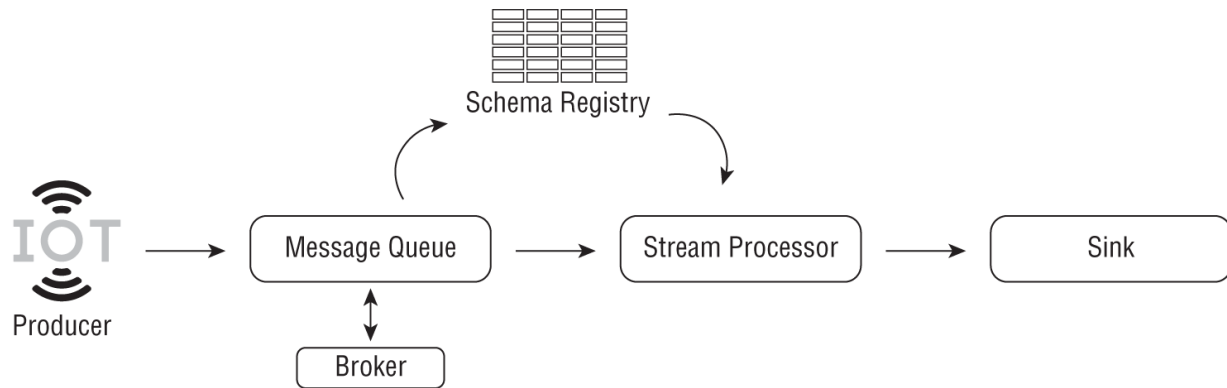 Schema Registry
IOT
Message Queue
Stream Processor
Sink
Producer
Broker